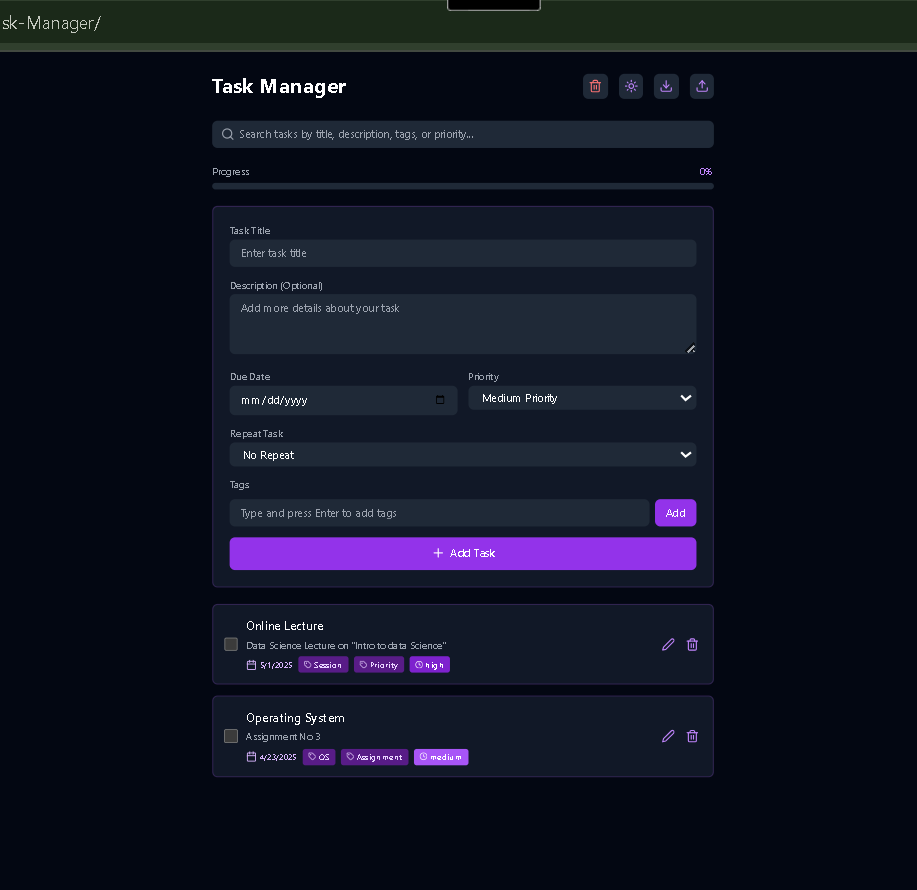 sk-Manager/
Task Manager
Search tasks by title, description, tags, or priority...
Progress 0%
Task Title
Enter task title
Description (Optional)
Add more details about your task
Due Date Priority
mm/dd/yyyy Medium Priority
Repeat Task
No Repeat
Tags
Type and press Enter to add tags Add
+ Add Task
Online Lecture
Data Science Lecture on "Intro to data Science"
5/1/2025 Session Priority high
Operating System
Assignment No 3
4/23/2025 OS Assignment medium